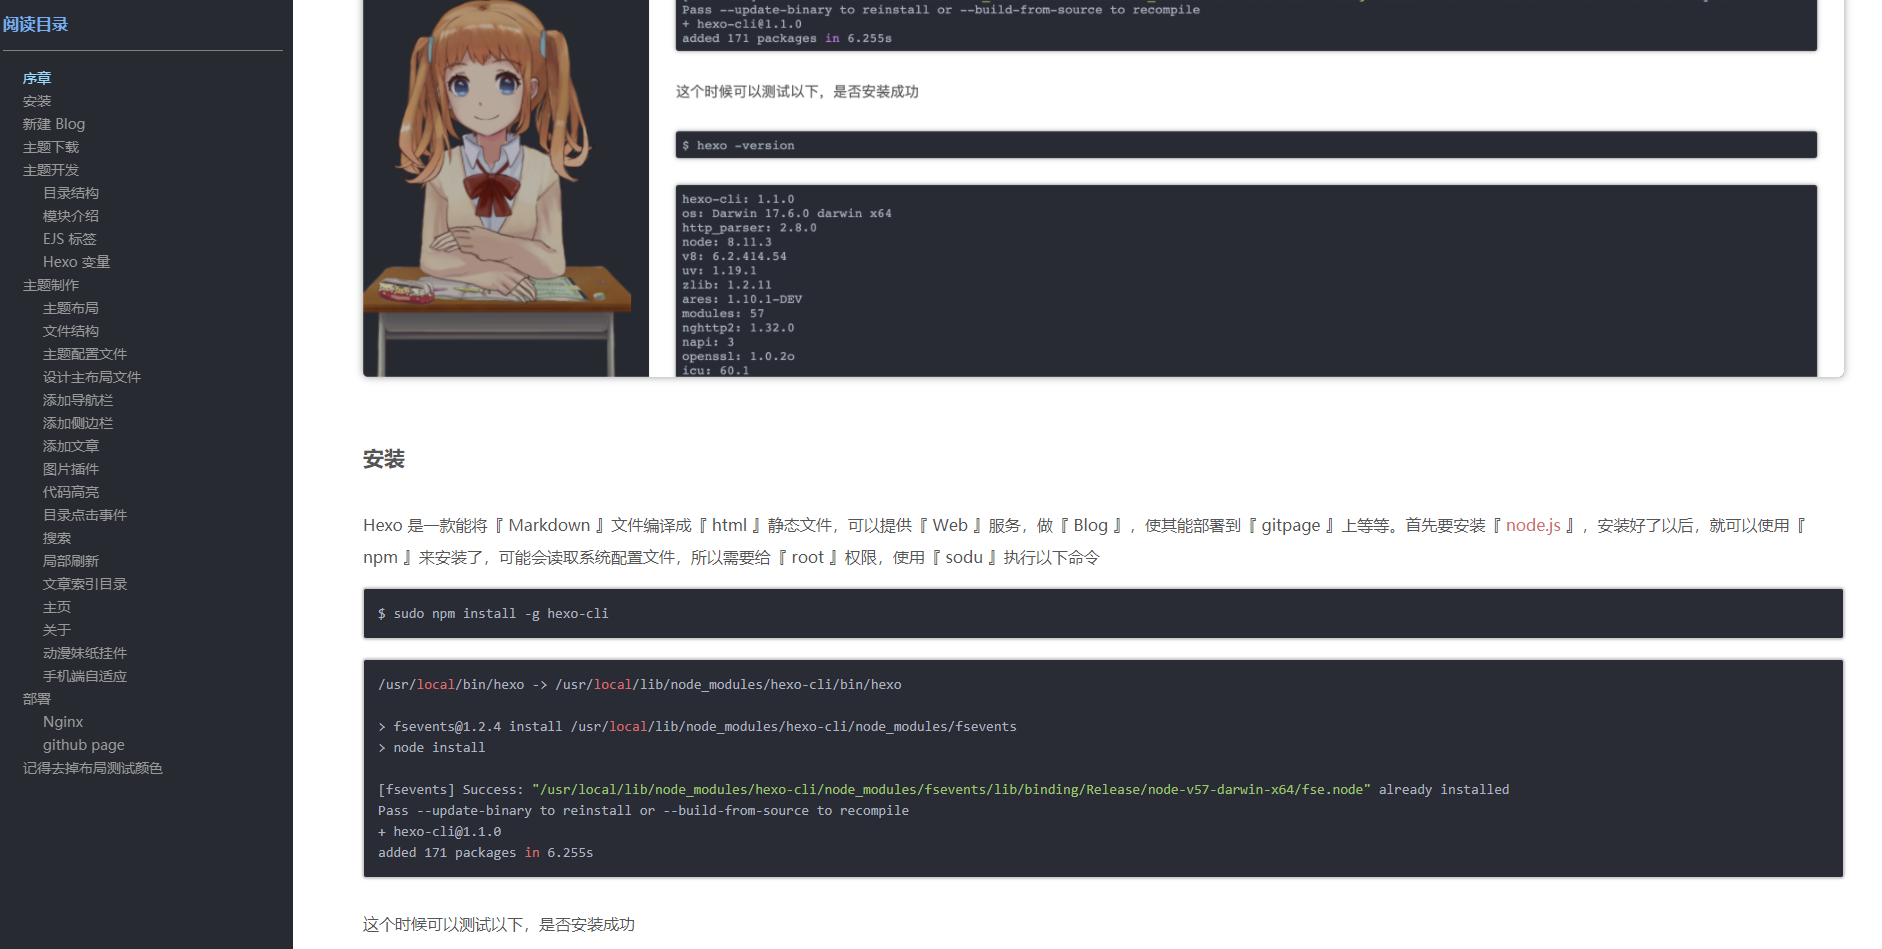 阅读目录
序章
安装
新建 Blog
主题下载
主题开发
目录结构
模块介绍
EJS 标签
Hexo 变量
主题制作
主题布局
文件结构
主题配置文件
设计主布局文件
添加导航栏
添加侧边栏
添加文章
图片插件
代码高亮
目录点击事件
搜索
局部刷新
文章索引目录
主页
关于
动漫妹纸挂件
手机端自适应
部署
Nginx
github page
记得去掉布局测试颜色
Pass --update-binary to reinstall or --build-from-source to recompile
+ hexo-cli@1.1.0
added 171 packages in 6.255s
这个时候可以测试以下，是否安装成功
$ hexo -version
hexo-cli: 1.1.0
os: Darwin 17.6.0 darwin x64
http_parser: 2.8.0
node: 8.11.3
v8: 6.2.414.54
uv: 1.19.1
zlib: 1.2.11
ares: 1.10.1-DEV
modules: 57
nghttp2: 1.32.0
napi: 3
openssl: 1.0.2o
icu: 60.1
安装
Hexo 是一款能将『 Markdown 』文件编译成『 html 』静态文件，可以提供『 Web 』服务，做『 Blog 』，使其能部署到『 gitpage 』上等等。首先要安装『 node.js 』，安装好了以后，就可以使用『
npm 』来安装了，可能会读取系统配置文件，所以需要给『 root 』权限，使用『 sodu 』执行以下命令
$ sudo npm install -g hexo-cli
/usr/local/bin/hexo -> /usr/local/lib/node_modules/hexo-cli/bin/hexo
> fsevents@1.2.4 install /usr/local/lib/node_modules/hexo-cli/node_modules/fsevents
> node install
[fsevents] Success: "/usr/local/lib/node_modules/hexo-cli/node_modules/fsevents/lib/binding/Release/node-v57-darwin-x64/fse.node" already installed
Pass --update-binary to reinstall or --build-from-source to recompile
+ hexo-cli@1.1.0
added 171 packages in 6.255s
这个时候可以测试以下，是否安装成功